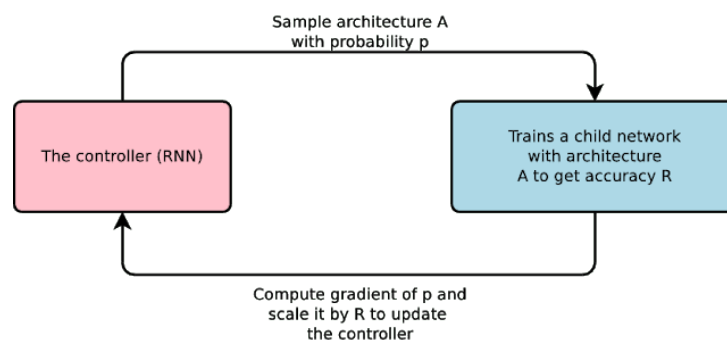 Sample architecture A
with probability p
The controller (RNN)
Trains a child network
with architecture
A to get accuracy R
Compute gradient of p and
scale it by R to update
the controller